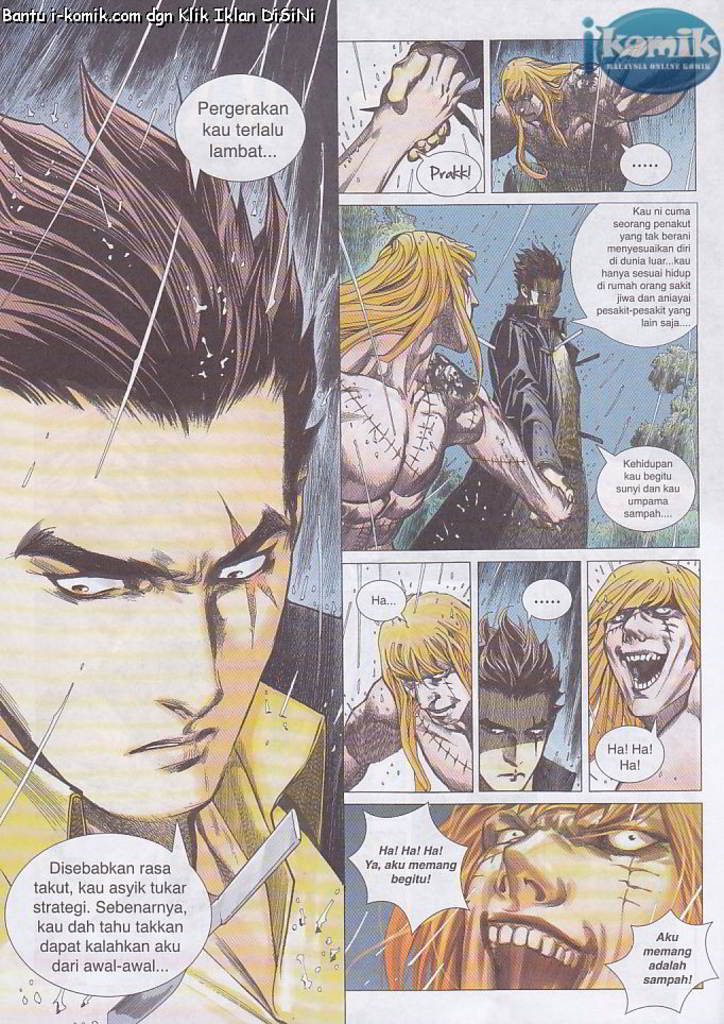 Bantu i-komik.com dgn Klik Iklan DiSiNi
ikomik
MALAYSIA ONLINE KOMIK
Pergerakan
kau terlalu
lambat...
Disebabkan rasa
takut, kau asyik tukar
strategi. Sebenarnya,
kau dah tahu takkan
dapat kalahkan aku
dari awal-awal...
Prakk!
.....
Kau ni cuma
seorang penakut
yang tak berani
menyesuaikan diri
di dunia luar...kau
hanya sesuai hidup
di rumah orang sakit
jiwa dan aniayai
pesakit-pesakit yang
lain saja....
Kehidupan
kau begitu
sunyi dan kau
umpama
sampah....
Ha...
.....
Ha! Ha!
Ha!
Ha! Ha! Ha!
Ya, aku memang
begitu!
Aku
memang
adalah
sampah!